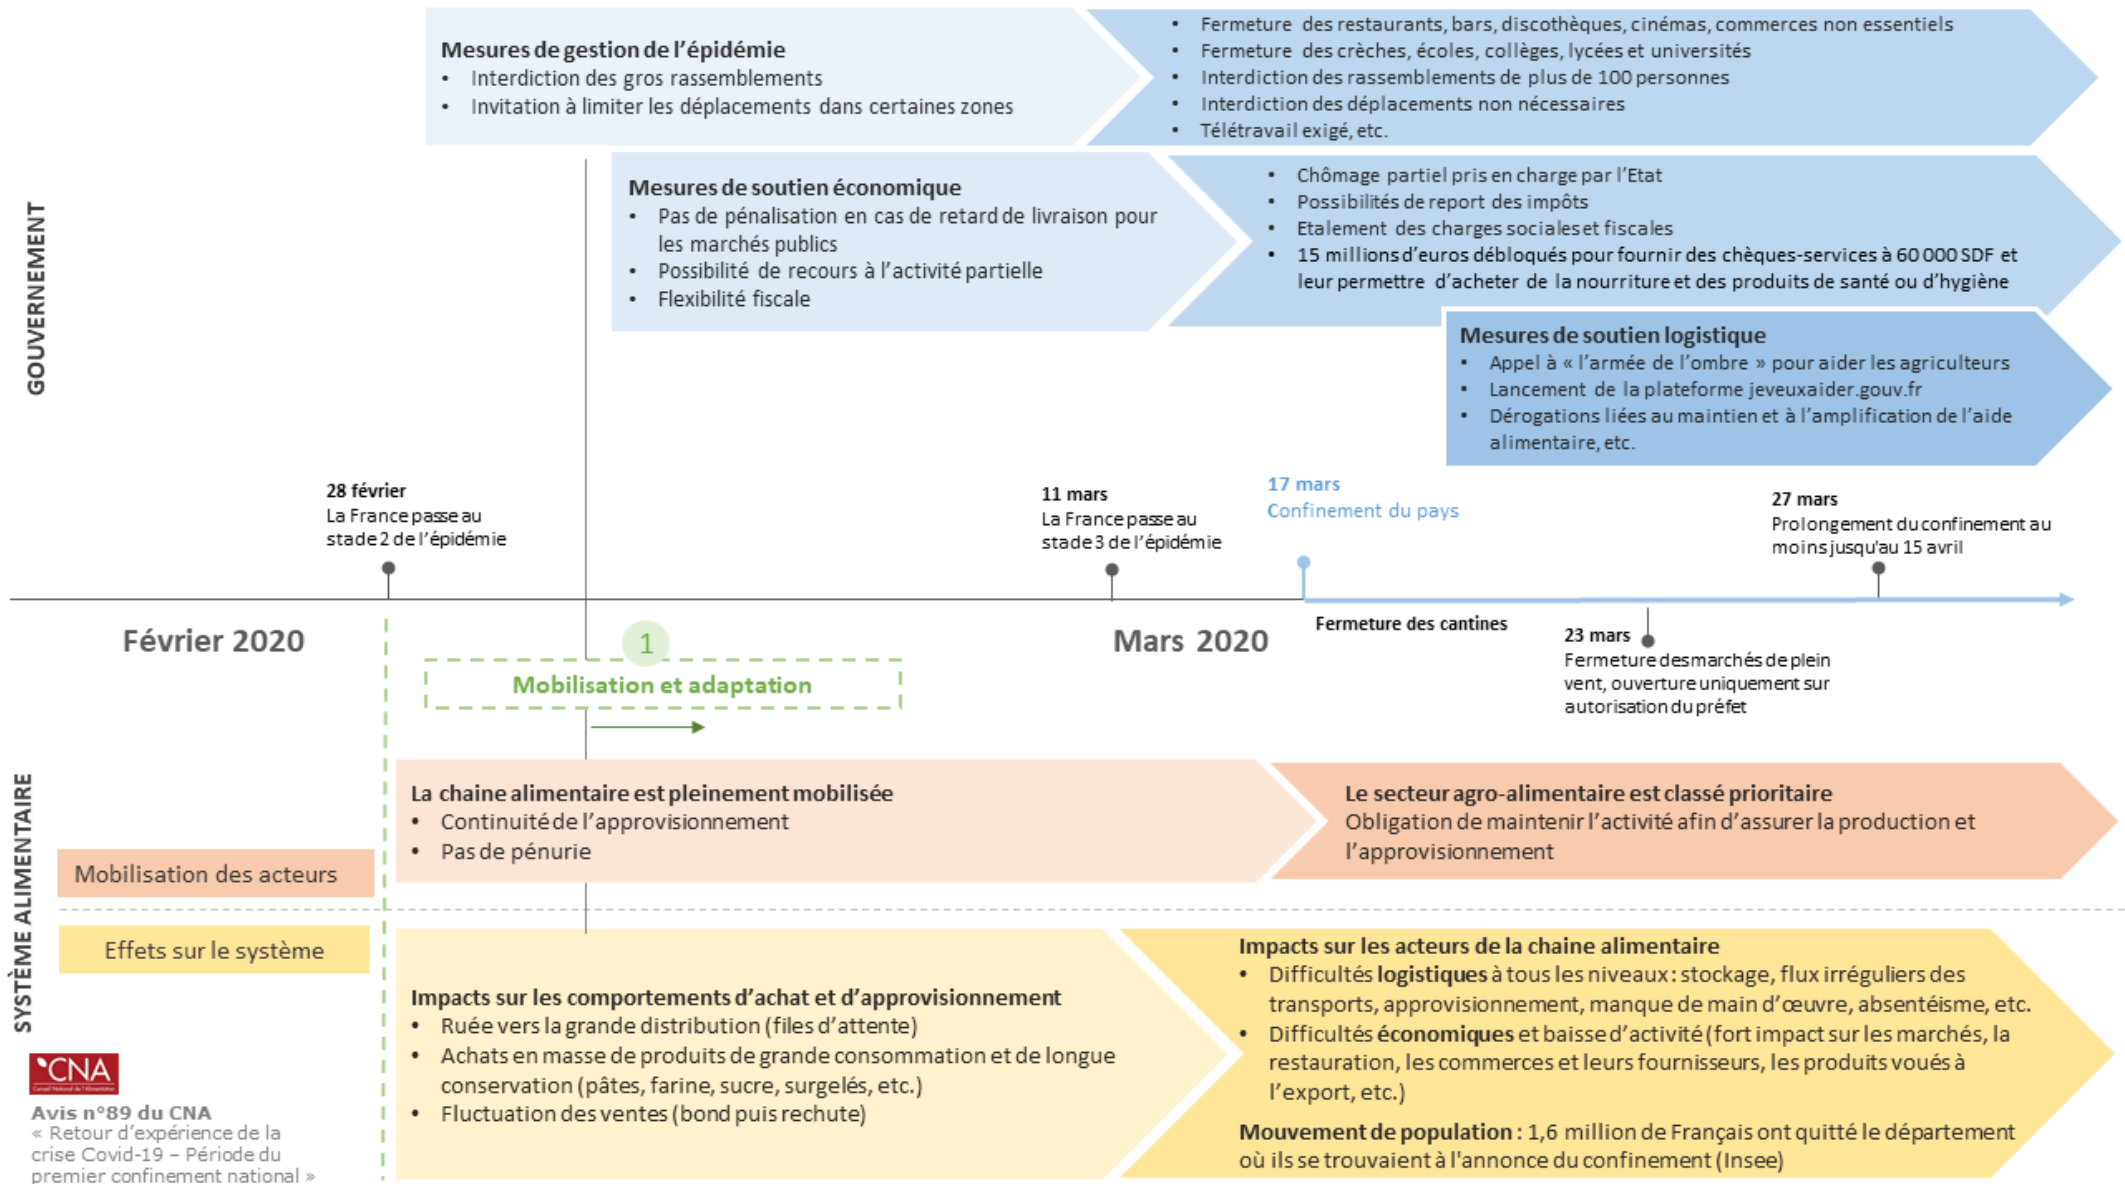 Mesures de gestion de l'épidémie
• Interdiction des gros rassemblements
• Invitation à limiter les déplacements dans certaines zones
• Fermeture des restaurants, bars, discothèques, cinémas, commerces non essentiels
• Fermeture des crèches, écoles, collèges, lycées et universités
• Interdiction des rassemblements de plus de 100 personnes
• Interdiction des déplacements non nécessaires
• Télétravail exigé, etc.
GOUVERNEMENT
Mesures de soutien économique
• Pas de pénalisation en cas de retard de livraison pour
les marchés publics
• Possibilité de recours à l'activité partielle
• Flexibilité fiscale
• Chômage partiel pris en charge par l'Etat
• Possibilités de report des impôts
• Etalement des charges sociales et fiscales
• 15 millions d'euros débloqués pour fournir des chèques-services à 60 000 SDF et
leur permettre d'acheter de la nourriture et des produits de santé ou d'hygiène
Mesures de soutien logistique
• Appel à « l'armée de l'ombre » pour aider les agriculteurs
• Lancement de la plateforme jeveuxaider.gouv.fr
• Dérogations liées au maintien et à l'amplification de l'aide
alimentaire, etc.
28 février
La France passe au
stade 2 de l'épidémie
11 mars
La France passe au
stade 3 de l'épidémie
17 mars
Confinement du pays
27 mars
Prolongement du confinement au
moins jusqu'au 15 avril
Février 2020
Mars 2020
Fermeture des cantines
23 mars
Fermeture des marchés de plein
vent, ouverture uniquement sur
autorisation du préfet
1
Mobilisation et adaptation
SYSTÈME ALIMENTAIRE
Mobilisation des acteurs
La chaine alimentaire est pleinement mobilisée
• Continuité de l'approvisionnement
• Pas de pénurie
Le secteur agro-alimentaire est classé prioritaire
Obligation de maintenir l'activité afin d'assurer la production et
l'approvisionnement
Effets sur le système
Impacts sur les comportements d'achat et d'approvisionnement
• Ruée vers la grande distribution (files d'attente)
• Achats en masse de produits de grande consommation et de longue
conservation (pâtes, farine, sucre, surgelés, etc.)
• Fluctuation des ventes (bond puis rechute)
Impacts sur les acteurs de la chaine alimentaire
• Difficultés logistiques à tous les niveaux : stockage, flux irréguliers des
transports, approvisionnement, manque de main d'œuvre, absentéisme, etc.
• Difficultés économiques et baisse d'activité (fort impact sur les marchés, la
restauration, les commerces et leurs fournisseurs, les produits voués à
l'export, etc.)
Mouvement de population : 1,6 million de Français ont quitté le département
où ils se trouvaient à l'annonce du confinement (Insee)
CNA
Conseil National de l'Alimentation
Avis n°89 du CNA
« Retour d'expérience de la
crise Covid-19 – Période du
premier confinement national »